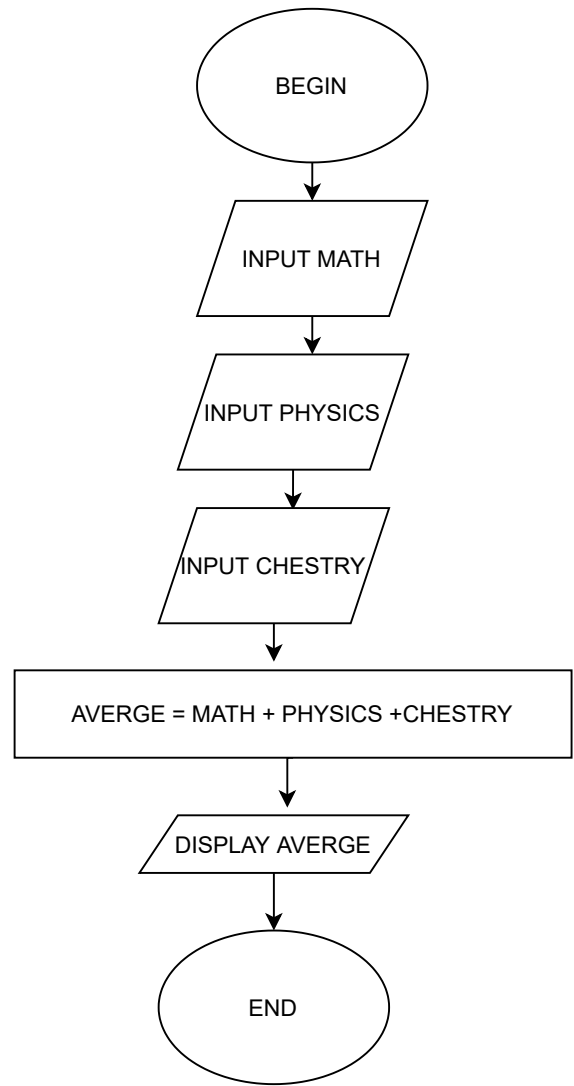 BEGIN
INPUT MATH
INPUT PHYSICS
INPUT CHESTRY
AVERGE = MATH + PHYSICS +CHESTRY
DISPLAY AVERGE
END